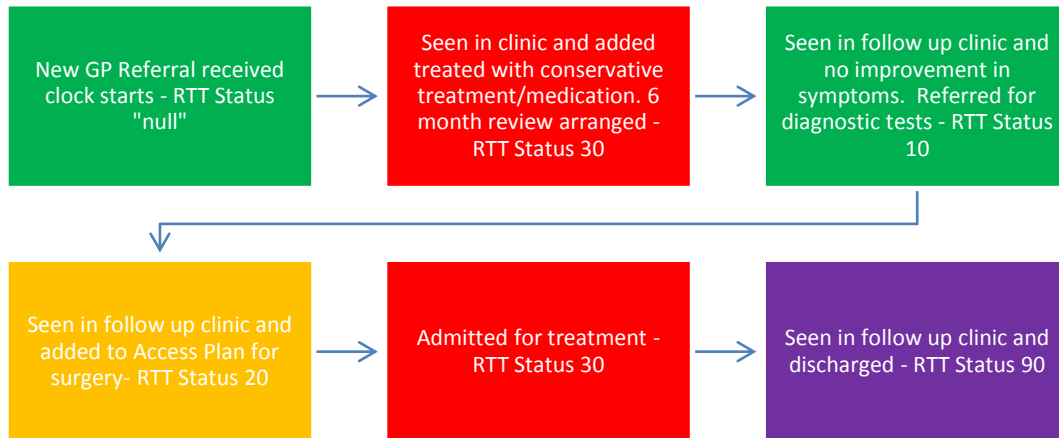 New GP Referral received
clock starts - RTT Status
"null"
Seen in clinic and added
treated with conservative
treatment/medication. 6
month review arranged -
RTT Status 30
Seen in follow up clinic and
no improvement in
symptoms.  Referred for
diagnostic tests - RTT Status
10
Seen in follow up clinic and
added to Access Plan for
surgery- RTT Status 20
Admitted for treatment -
RTT Status 30
Seen in follow up clinic and
discharged - RTT Status 90